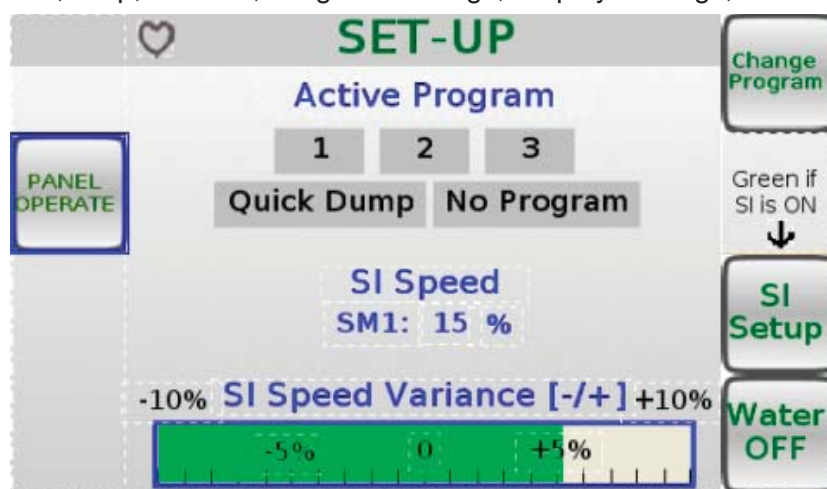 SET-UP
Change
Program
Active Program
1 2 3
Quick Dump No Program
PANEL
OPERATE
Green if
SI is ON
SI Speed
SM1: 15 %
SI
Setup
-10% SI Speed Variance [-/+] +10%
-5% 0 +5%
Water
OFF